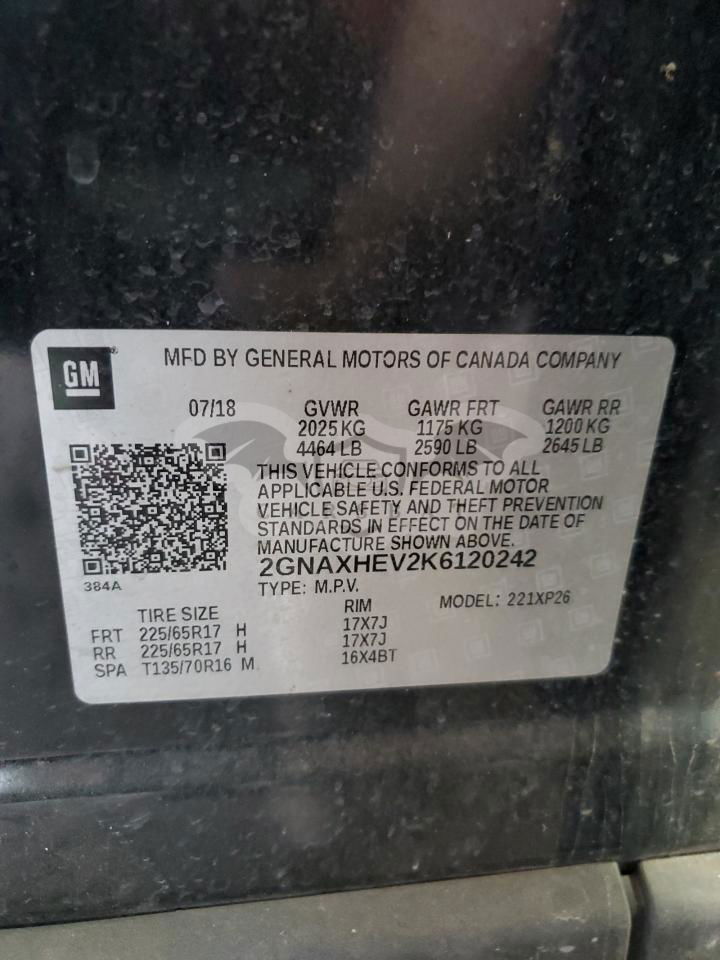 GM
MFD BY GENERAL MOTORS OF CANADA COMPANY
07/18 GVWR GAWR FRT GAWR RR
2025 KG 1175 KG 1200 KG
4464 LB 2590 LB 2645 LB
THIS VEHICLE CONFORMS TO ALL
APPLICABLE U.S. FEDERAL MOTOR
VEHICLE SAFETY AND THEFT PREVENTION
STANDARDS IN EFFECT ON THE DATE OF
MANUFACTURE SHOWN ABOVE.
2GNAXHEV2K6120242
384A
TYPE: M.P.V.
MODEL: 221XP26
TIRE SIZE RIM
FRT 225/65R17 H 17X7J
RR 225/65R17 H 17X7J
SPA T135/70R16 M 16X4BT